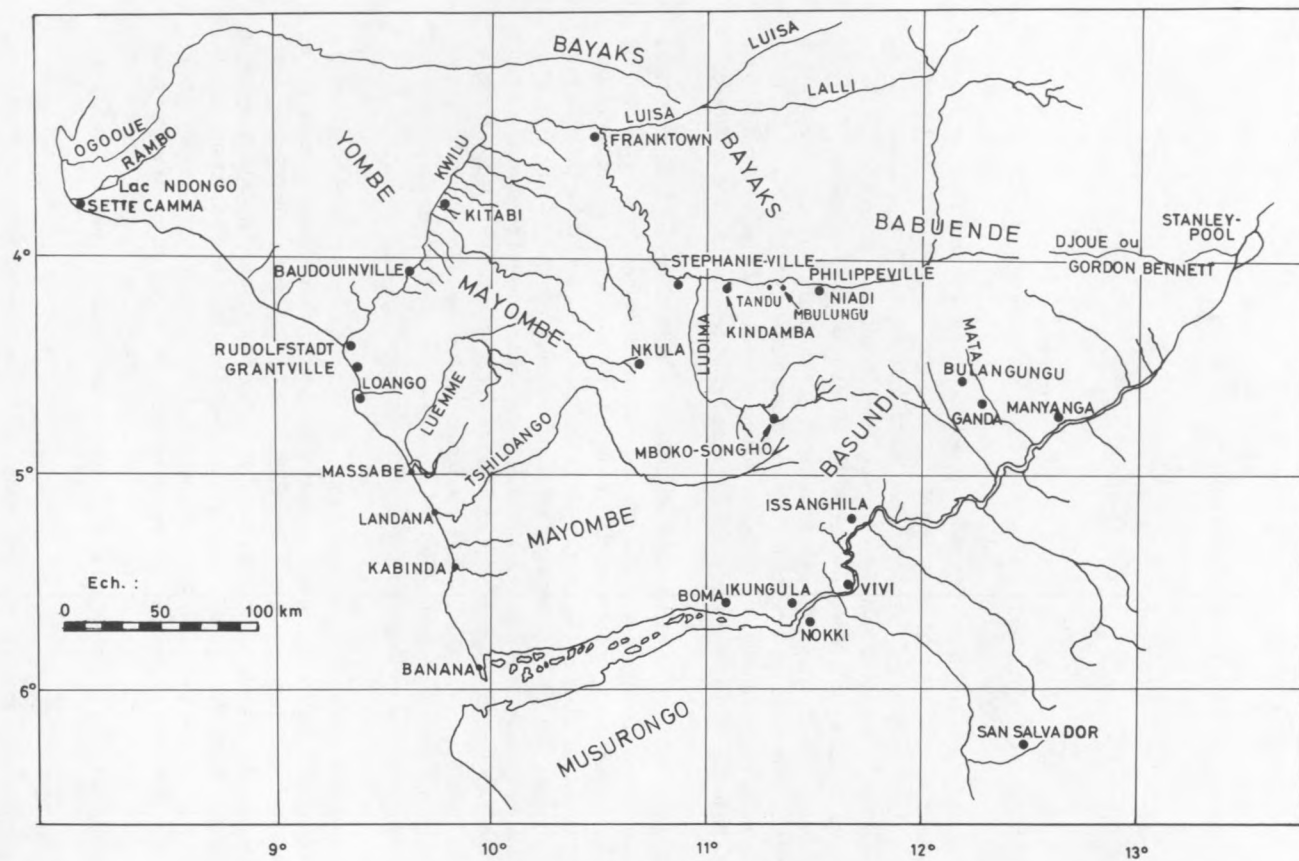 BAYAKS
LUISA
LALLI
LUISA
OGOOUE
RAMBO
FRANKTOWN
YOMBE
KWILU
BAYAKS
Lac NDONGO
SETTE CAMMA
KITABI
BABUENDE
STANLEY-
POOL
4°
BAUDOUINVILLE
STEPHANIE-VILLE
PHILIPPEVILLE
DJOUE ou
GORDON BENNETT
MAYOMBE
TANDU
MBULUNGU
NIADI
KINDAMBA
LUDIMA
RUDOLFSTADT
GRANTVILLE
LOANGO
NKULA
MATA
BULANGUNGU
GANDA
MANYANGA
LUEMME
TSHILOANGO
MBOKO-SONGHO
BASUNDI
MASSABE
5°
LANDANA
MAYOMBE
ISSANGHILA
KABINDA
Ech. :
0 50 100 km
BOMA
IKUNGULA
VIVI
NOKKI
BANANA
6°
MUSURONGO
SAN SALVADOR
9° 10° 11° 12° 13°